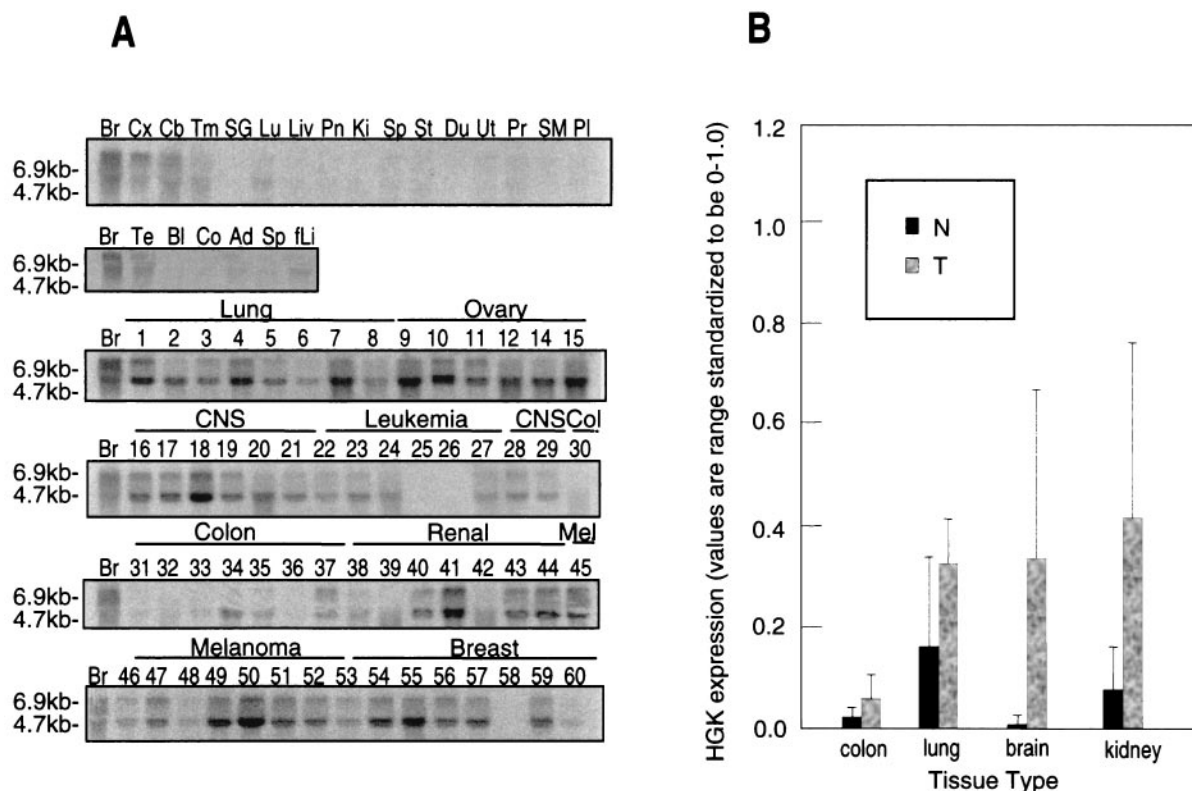 A
Br Cx Cb Tm SG Lu Liv Pn Ki Sp St Du Ut Pr SM Pl
6.9kb-
4.7kb-
Br Te Bl Co Ad Sp fLi
6.9kb-
4.7kb-
Lung Ovary
Br 1 2 3 4 5 6 7 8 9 10 11 12 14 15
6.9kb-
4.7kb-
CNS Leukemia CNS Col
Br 16 17 18 19 20 21 22 23 24 25 26 27 28 29 30
6.9kb-
4.7kb-
Colon Renal Mel
Br 31 32 33 34 35 36 37 38 39 40 41 42 43 44 45
6.9kb-
4.7kb-
Melanoma Breast
Br 46 47 48 49 50 51 52 53 54 55 56 57 58 59 60
6.9kb-
4.7kb-
B
HGK expression (values are range standardized to be 0-1.0)
1.2
1.0
0.8
0.6
0.4
0.2
0.0
N
T
colon lung brain kidney
Tissue Type